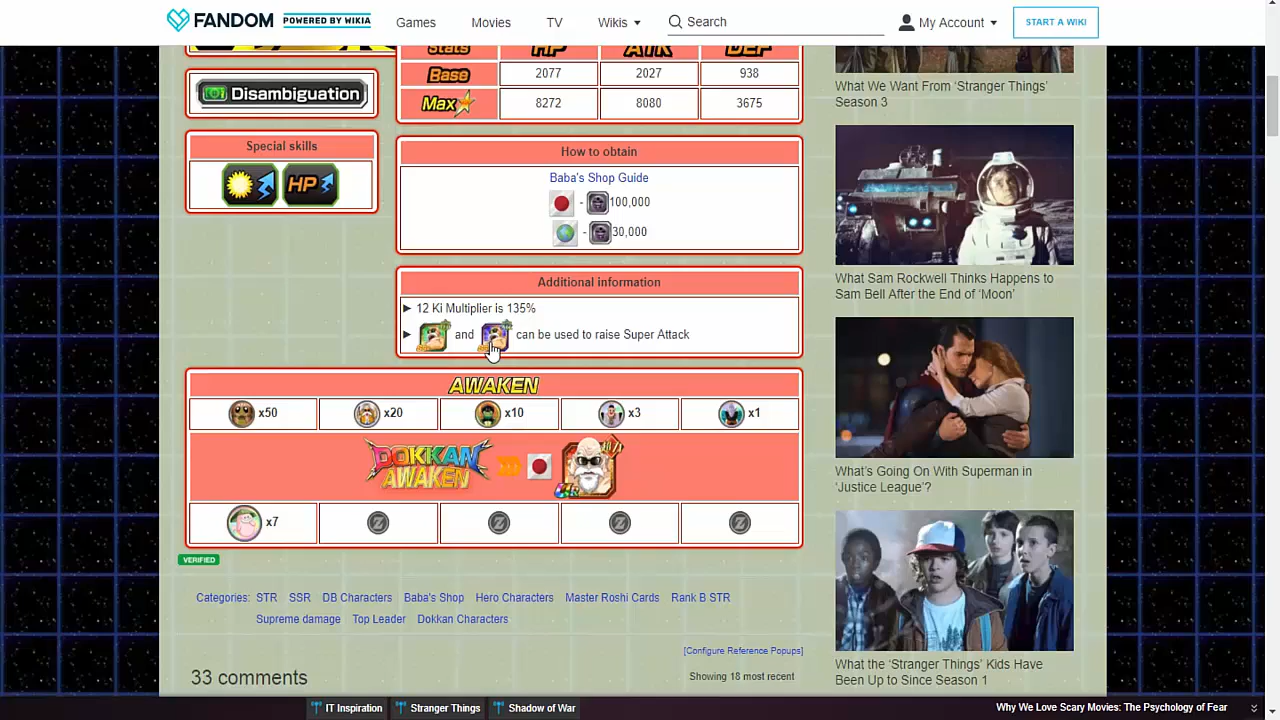 FANDOM POWERED BY WIKIA Games Movies TV Wikis Search My Account START A WIKI
Stats HP ATK DEF
Base 2077 2027 938
Max 8272 8080 3675
Disambiguation
Special skills
HP
How to obtain
Baba's Shop Guide
- 100,000
- 30,000
Additional information
12 Ki Multiplier is 135%
and can be used to raise Super Attack
AWAKEN
x50 x20 x10 x3 x1
DOKKAN AWAKEN
x7 Z Z Z Z
VERIFIED
Categories: STR SSR DB Characters Baba's Shop Hero Characters Master Roshi Cards Rank B STR
Supreme damage Top Leader Dokkan Characters
[Configure Reference Popups]
33 comments Showing 18 most recent
What We Want From 'Stranger Things'
Season 3
What Sam Rockwell Thinks Happens to
Sam Bell After the End of 'Moon'
What's Going On With Superman in
'Justice League'?
What the 'Stranger Things' Kids Have
Been Up to Since Season 1
IT Inspiration Stranger Things Shadow of War Why We Love Scary Movies: The Psychology of Fear